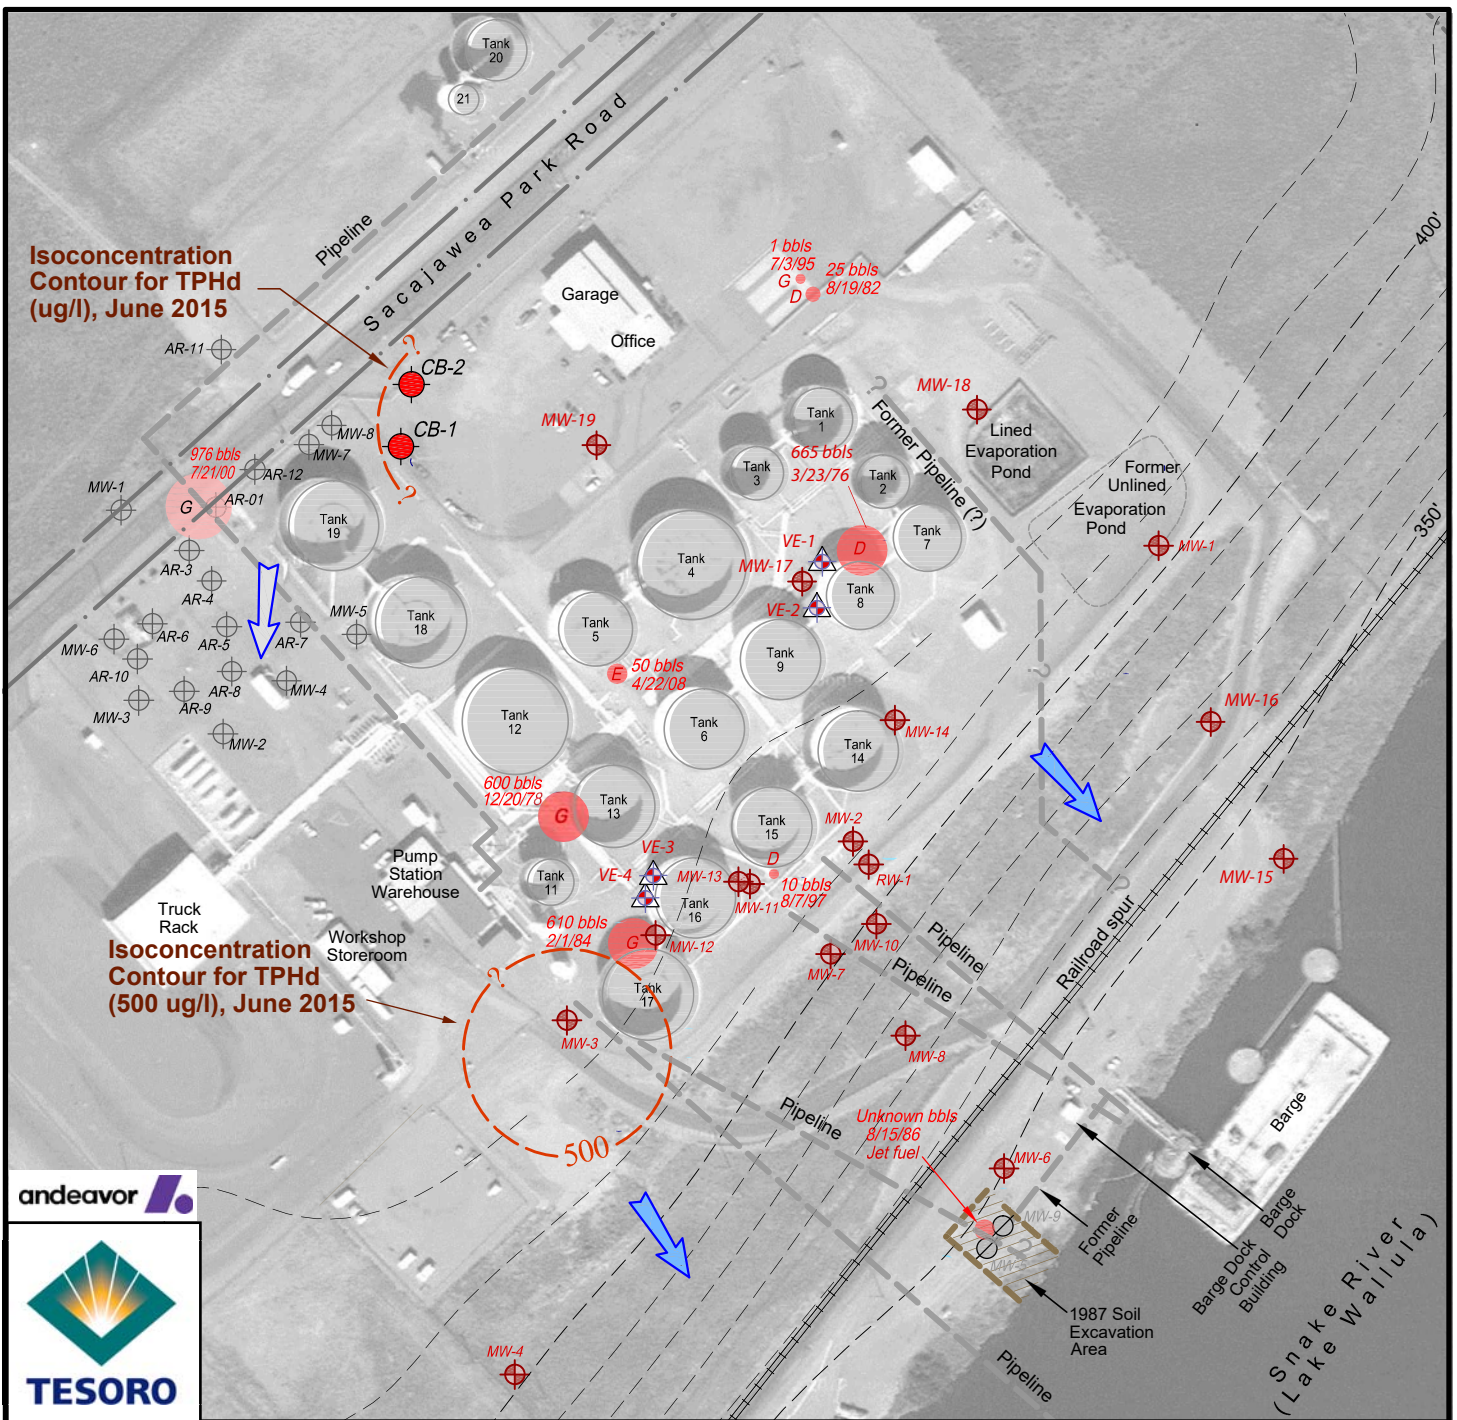 Tank
20
21
Sacajawea Park Road
Pipeline
Isoconcentration
Contour for TPHd
(ug/l), June 2015
AR-11
?
CB-2
CB-1
?
Garage
Office
1 bbls
7/3/95
G
25 bbls
8/19/82
D
400'
350'
MW-19
MW-18
Lined
Evaporation
Pond
Former
Unlined
Evaporation
Pond
MW-1
?
Former Pipeline (?)
Tank
1
Tank
2
Tank
3
665 bbls
3/23/76
D
Tank
7
VE-1
MW-17
VE-2
Tank
8
Tank
4
Tank
5
Tank
9
E
50 bbls
4/22/08
Tank
6
976 bbls
7/21/00
G
MW-1
AR-01
AR-12
MW-7
MW-8
Tank
19
AR-3
AR-4
AR-6
AR-5
AR-7
MW-5
MW-6
AR-10
AR-8
MW-4
AR-9
MW-3
MW-2
Tank
18
Tank
12
Tank
14
MW-14
?
MW-16
600 bbls
12/20/78
G
Tank
13
Tank
15
MW-2
RW-1
D
10 bbls
8/7/97
MW-15
?
VE-3
VE-4
MW-13
MW-11
Tank
16
Tank
11
Pump
Station
Warehouse
Truck
Rack
Workshop
Storeroom
610 bbls
2/1/84
G
MW-12
Tank
17
MW-10
MW-7
Pipeline
Pipeline
Railroad spur
Isoconcentration
Contour for TPHd
(500 ug/l), June 2015
?
MW-3
MW-8
500
Pipeline
Unknown bbls
8/15/86
Jet fuel
MW-6
MW-9
MW-5
Former
Pipeline
Barge Dock
Control
Building
Barge
Dock
Barge
1987 Soil
Excavation
Area
Pipeline
Snake River
(Lake Wallula)
MW-4
andeavor
TESORO